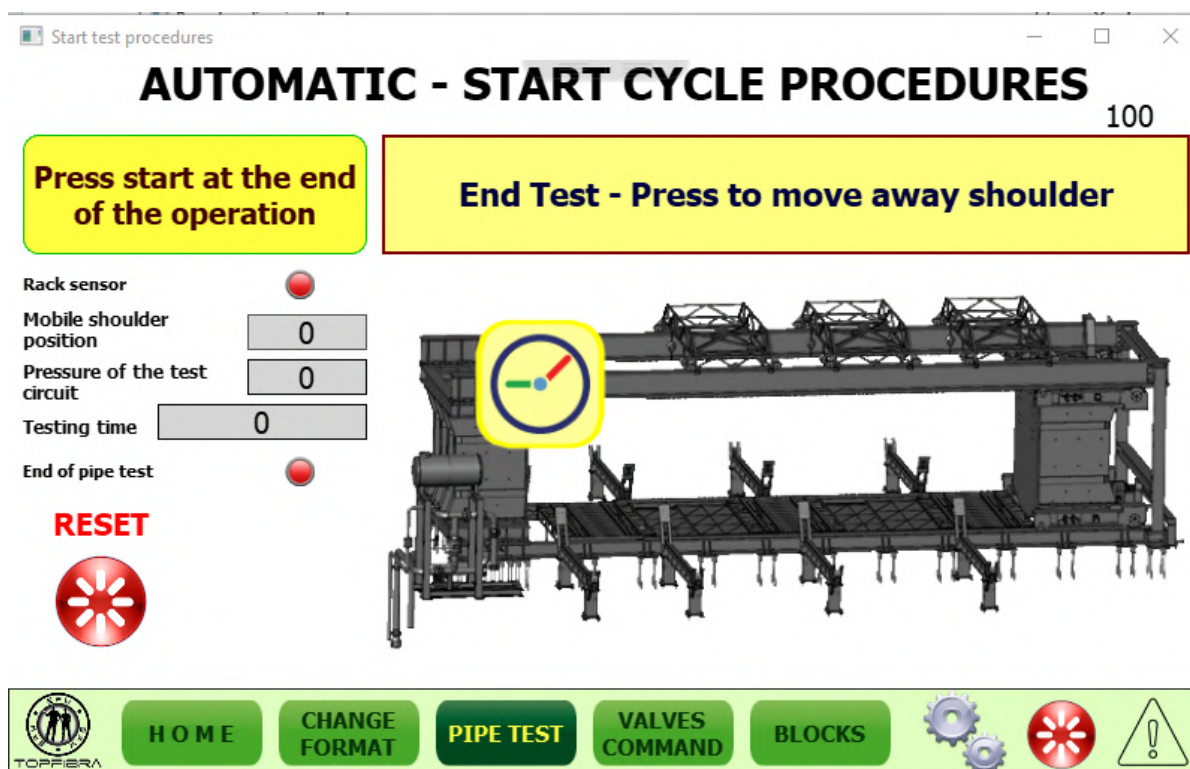 Start test procedures
AUTOMATIC - START CYCLE PROCEDURES
100
Press start at the end
of the operation
End Test - Press to move away shoulder
Rack sensor
Mobile shoulder
position
0
Pressure of the test
circuit
0
Testing time
0
End of pipe test
RESET
TOPFIBRA
HOME
CHANGE
FORMAT
PIPE TEST
VALVES
COMMAND
BLOCKS